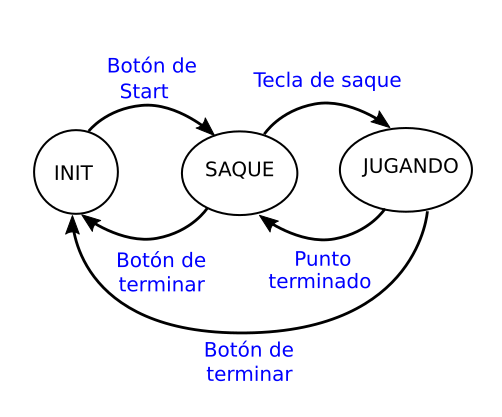 Botón de
Start
Tecla de saque
INIT
SAQUE
JUGANDO
Botón de
terminar
Punto
terminado
Botón de
terminar